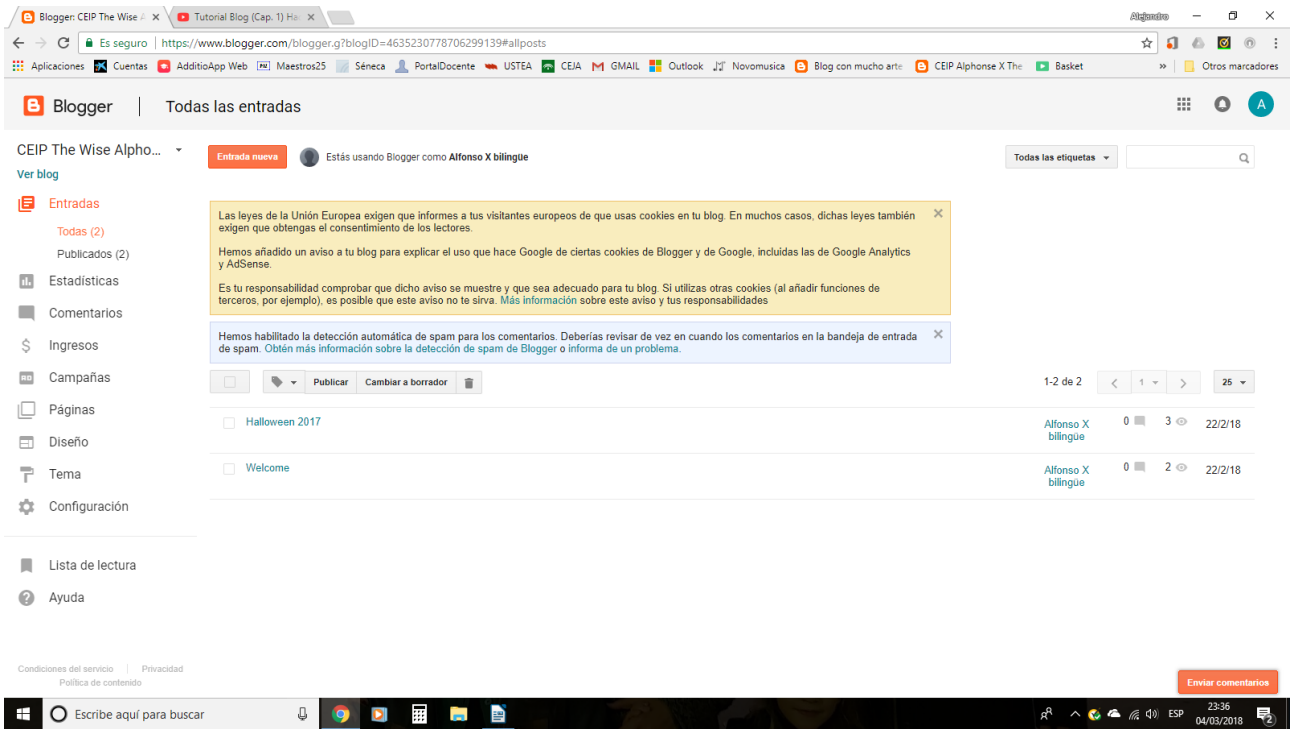 Blogger: CEIP The Wise A
Tutorial Blog (Cap. 1) Ha
Alejandro
Es seguro | https://www.blogger.com/blogger.g?blogID=4635230778706299139#allposts
Aplicaciones Cuentas AdditioApp Web Maestros25 Séneca PortalDocente USTEA CEJA GMAIL Outlook Novomusica Blog con mucho arte CEIP Alphonse X The Basket » Otros marcadores
Blogger Todas las entradas A
CEIP The Wise Alpho...
Ver blog
Entrada nueva Estás usando Blogger como Alfonso X bilingüe Todas las etiquetas
Entradas
Todas (2)
Publicados (2)
Estadísticas
Comentarios
Ingresos
Campañas
Páginas
Diseño
Tema
Configuración
Lista de lectura
Ayuda
Las leyes de la Unión Europea exigen que informes a tus visitantes europeos de que usas cookies en tu blog. En muchos casos, dichas leyes también
exigen que obtengas el consentimiento de los lectores.
Hemos añadido un aviso a tu blog para explicar el uso que hace Google de ciertas cookies de Blogger y de Google, incluidas las de Google Analytics
y AdSense.
Es tu responsabilidad comprobar que dicho aviso se muestre y que sea adecuado para tu blog. Si utilizas otras cookies (al añadir funciones de
terceros, por ejemplo), es posible que este aviso no te sirva. Más información sobre este aviso y tus responsabilidades
Hemos habilitado la detección automática de spam para los comentarios. Deberías revisar de vez en cuando los comentarios en la bandeja de entrada
de spam. Obtén más información sobre la detección de spam de Blogger o informa de un problema.
Publicar Cambiar a borrador 1-2 de 2 1 25
Halloween 2017 Alfonso X 0 3 22/2/18
bilingüe
Welcome Alfonso X 0 2 22/2/18
bilingüe
Condiciones del servicio | Privacidad
Política de contenido
Enviar comentarios
Escribe aquí para buscar
ESP
23:36
04/03/2018
2